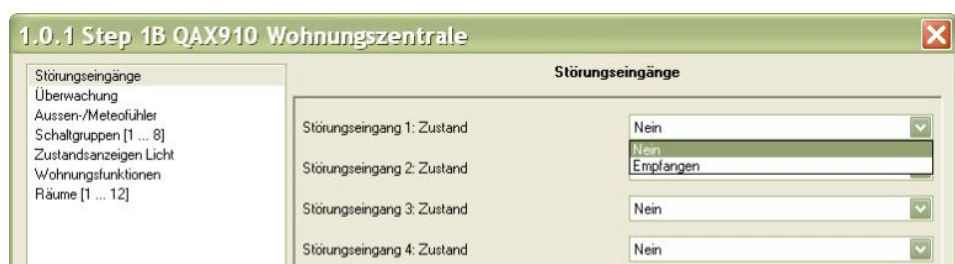 1.0.1 Step 1B QAX910 Wohnungszentrale
Störungseingänge
Überwachung
Aussen-/Meteofühler
Schaltgruppen [1 ... 8]
Zustandsanzeigen Licht
Wohnungsfunktionen
Räume [1 ... 12]
Störungseingänge
Störungseingang 1: Zustand Nein
Nein
Empfangen
Störungseingang 2: Zustand
Störungseingang 3: Zustand Nein
Störungseingang 4: Zustand Nein